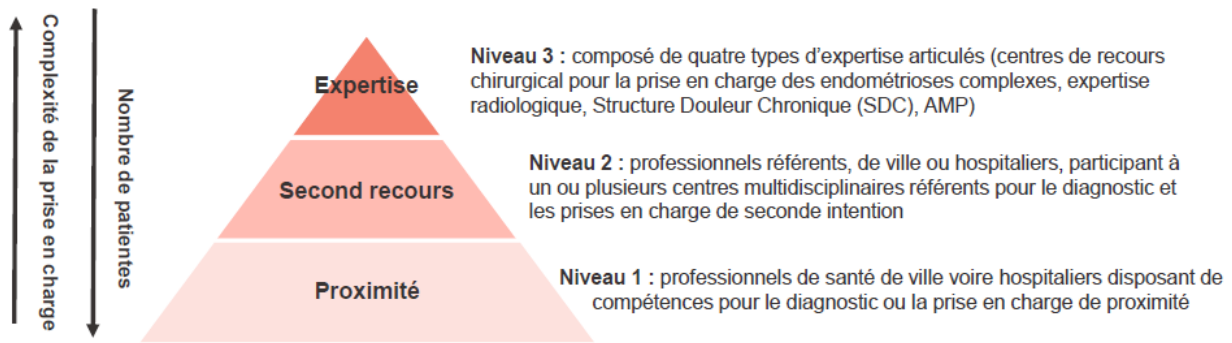 Complexité de la prise en charge
Nombre de patientes
Expertise
Niveau 3 : composé de quatre types d’expertise articulés (centres de recours
chirurgical pour la prise en charge des endométrioses complexes, expertise
radiologique, Structure Douleur Chronique (SDC), AMP)
Second recours
Niveau 2 : professionnels référents, de ville ou hospitaliers, participant à
un ou plusieurs centres multidisciplinaires référents pour le diagnostic et
les prises en charge de seconde intention
Proximité
Niveau 1 : professionnels de santé de ville voire hospitaliers disposant de
compétences pour le diagnostic ou la prise en charge de proximité